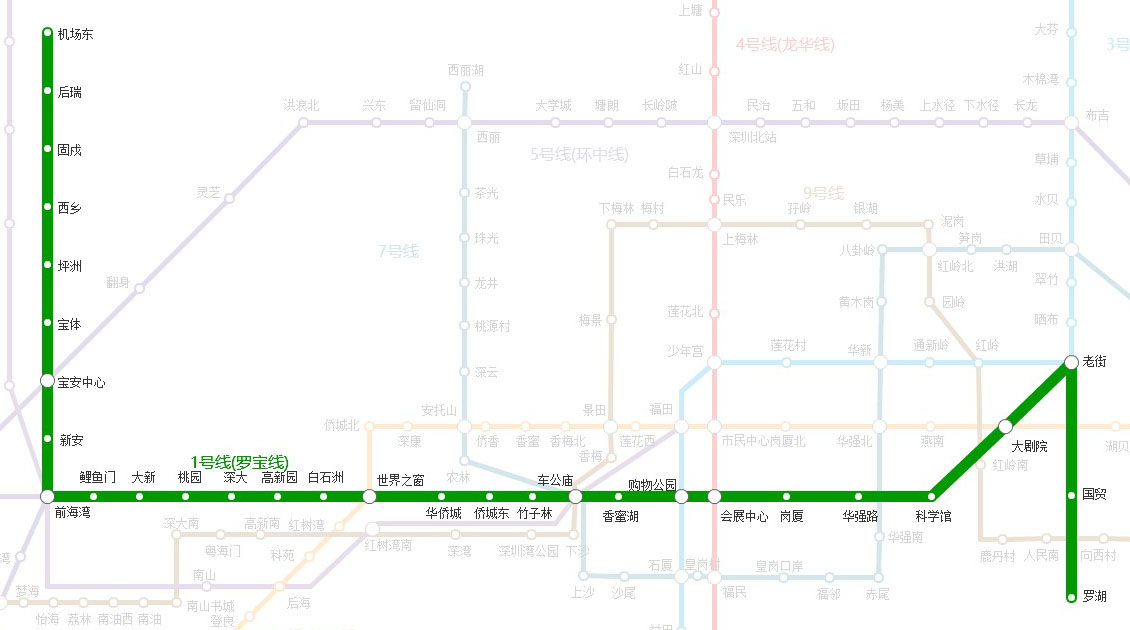 上塘
机场东
大芬
4号线(龙华线)
3号
红山
西丽湖
木棉湾
后瑞
洪浪北
兴东
留仙洞
大学城
塘朗
长岭陂
民治
五和
坂田
杨美
上水径
下水径
长龙
布吉
西丽
深圳北站
固戍
5号线(环中线)
草埔
白石龙
灵芝
茶光
9号线
民乐
水贝
西乡
下梅林
梅村
孖岭
银湖
泥岗
上梅林
笋岗
田贝
珠光
7号线
八卦岭
坪洲
红岭北
洪湖
翠竹
翻身
龙井
黄木岗
园岭
莲花北
梅景
晒布
宝体
桃源村
少年宫
莲花村
华新
通新岭
红岭
老街
深云
宝安中心
安托山
景田
福田
侨城北
深康
侨香
香蜜
香梅北
莲花西
市民中心
岗厦北
华强北
燕南
大剧院
湖贝
新安
香梅
1号线(罗宝线)
红岭南
鲤鱼门
大新
桃园
深大
高新园
白石洲
世界之窗
农林
车公庙
购物公园
国贸
前海湾
华侨城
侨城东
竹子林
香蜜湖
会展中心
岗厦
华强路
科学馆
深大南
高新南
红树湾
华强南
粤海门
科苑
红树湾南
深湾
深圳湾公园
下沙
鹿丹村
人民南
向西村
湾
石厦
皇岗村
皇岗口岸
南山
梦海
上沙
沙尾
福民
福邻
赤尾
罗湖
后海
南山书城
怡海
荔林
南油西
南油
登良
益田